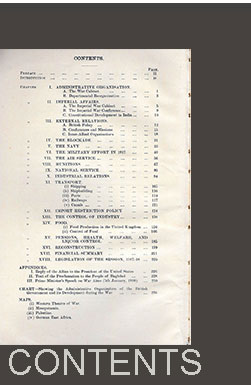 CONTENTS.
PAGE
PREFACE
INTRODUCTION
CHAPTER I. ADMINISTRATIVE ORGANISATION
A. The War Cabinet
B. Departmental Reorganisation
II. IMPERIAL AFFAIRS
A. The Imperial War Cabinet
B. The Imperial War Conference
C. Constitutional Development in India
III. EXTERNAL RELATIONS
A. British Policy
B. Conferences and Missions
C. Inter-Allied Organisations
IV. THE BLOCKADE
V. THE NAVY
VI. THE MILITARY EFFORT IN 1917
VII. THE AIR SERVICE
VIII. MUNITIONS
IX. NATIONAL SERVICE
X. INDUSTRIAL RELATIONS
XI. TRANSPORT
(i) Shipping
(ii) Shipbuilding
(iii) Ports
(iv) Railways
(v) Canals
XII. IMPORT RESTRICTION POLICY
XIII. THE CONTROL OF INDUSTRY
XIV. FOOD.
(i) Food Production in the United Kingdom
(ii) Control of Food
XV. PENSIONS, HEALTH, WELFARE, AND
LIQUOR CONTROL
XVI. RECONSTRUCTION
XVII. FINANCIAL SUMMARY
XVIII. LEGISLATION OF THE SESSION, 1917
APPENDICES.
I. Reply of the Allies to the President of the United States
II. Text of the Proclamation to the People of Baghdad
III. Prime Minister's Speech on War Aims (5th January, 1918)
CHART—Showing the Administrative Organisation of the British
Government and its Development during the War
MAPS.
(i) Western Theatre of War.
(ii) Mesopotamia.
(iii) Palestine.
(iv) German East Africa.
CONTENTS